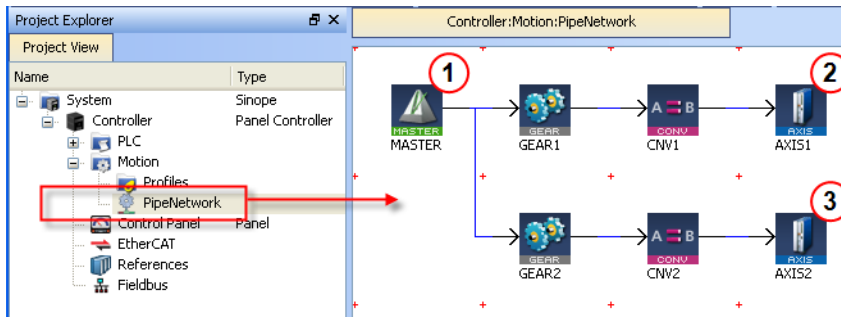 Project Explorer
Project View
Name Type
System Sinope
Controller Panel Controller
PLC
Motion
Profiles
PipeNetwork
Control Panel Panel
EtherCAT
References
Fieldbus
Controller:Motion:PipeNetwork
1 2
MASTER GEAR A B CONV AXIS
MASTER GEAR1 CNV1 AXIS1
3
GEAR A B CONV AXIS
GEAR2 CNV2 AXIS2